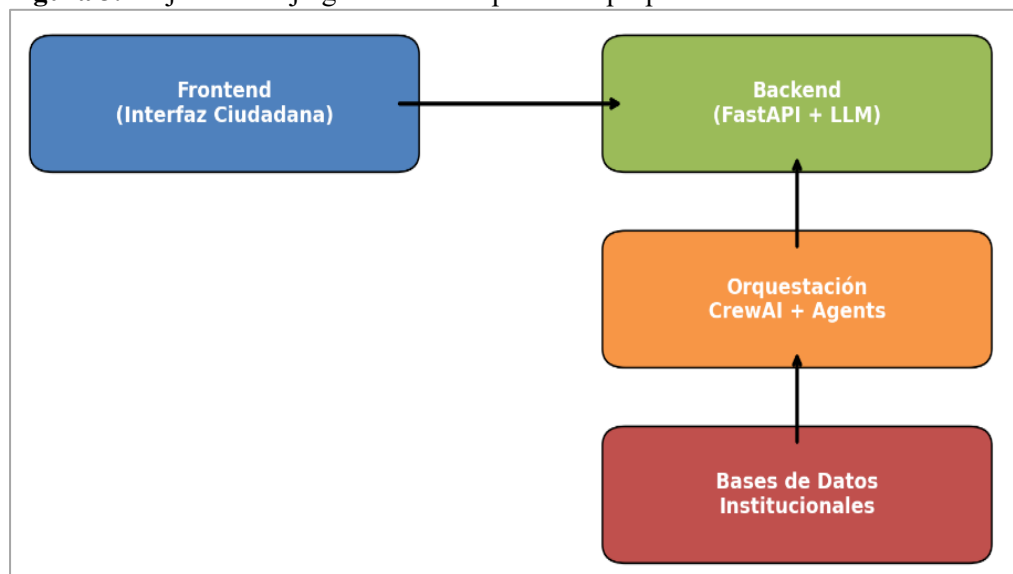 Frontend
(Interfaz Ciudadana)
Backend
(FastAPI + LLM)
Orquestación
CrewAI + Agents
Bases de Datos
Institucionales